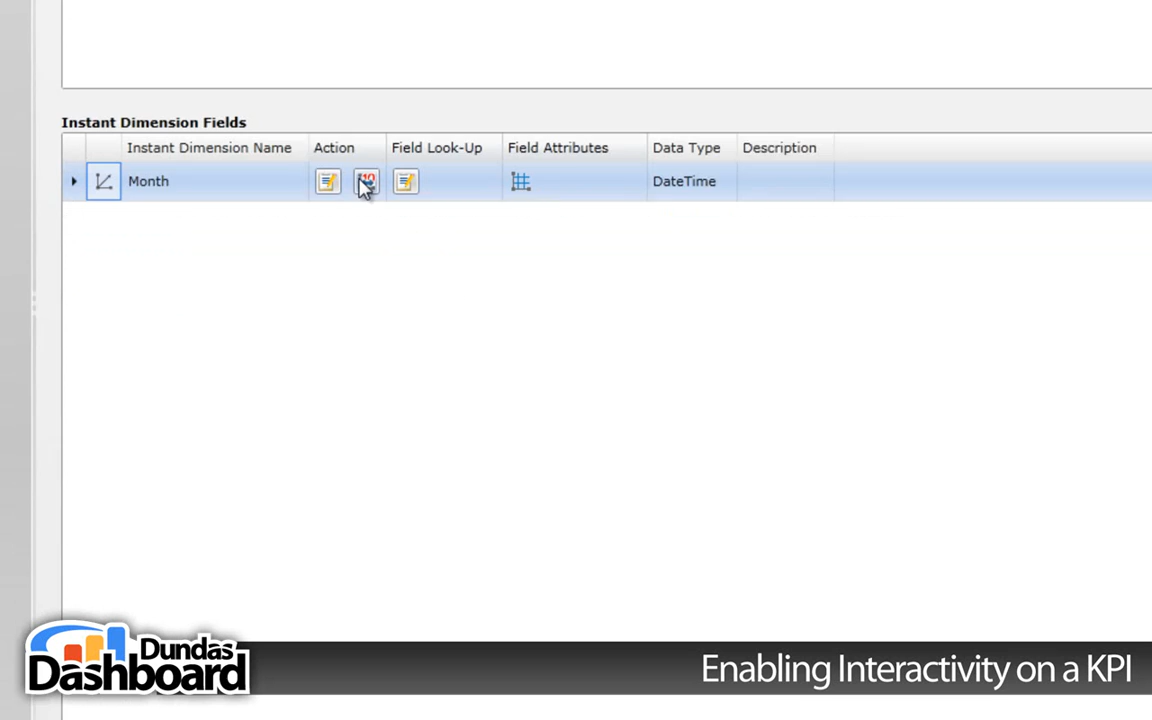 Instant Dimension Fields
Instant Dimension Name Action Field Look-Up Field Attributes Data Type Description
Month DateTime
Dundas
Dashboard
Enabling Interactivity on a KPI